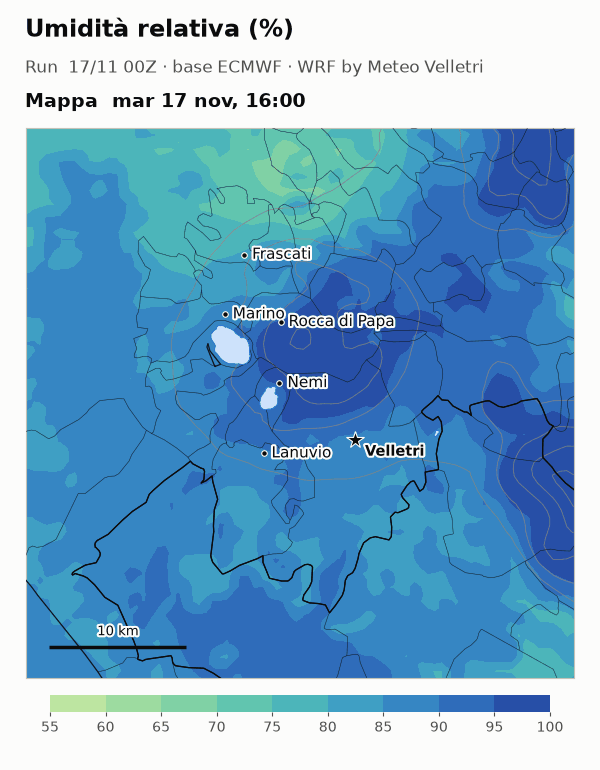 Umidità relativa (%)
Run  17/11 00Z · base ECMWF · WRF by Meteo Velletri
Mappa  mar 17 nov, 16:00
Frascati
Marino
Rocca di Papa
Nemi
Velletri
Lanuvio
10 km
55 60 65 70 75 80 85 90 95 100